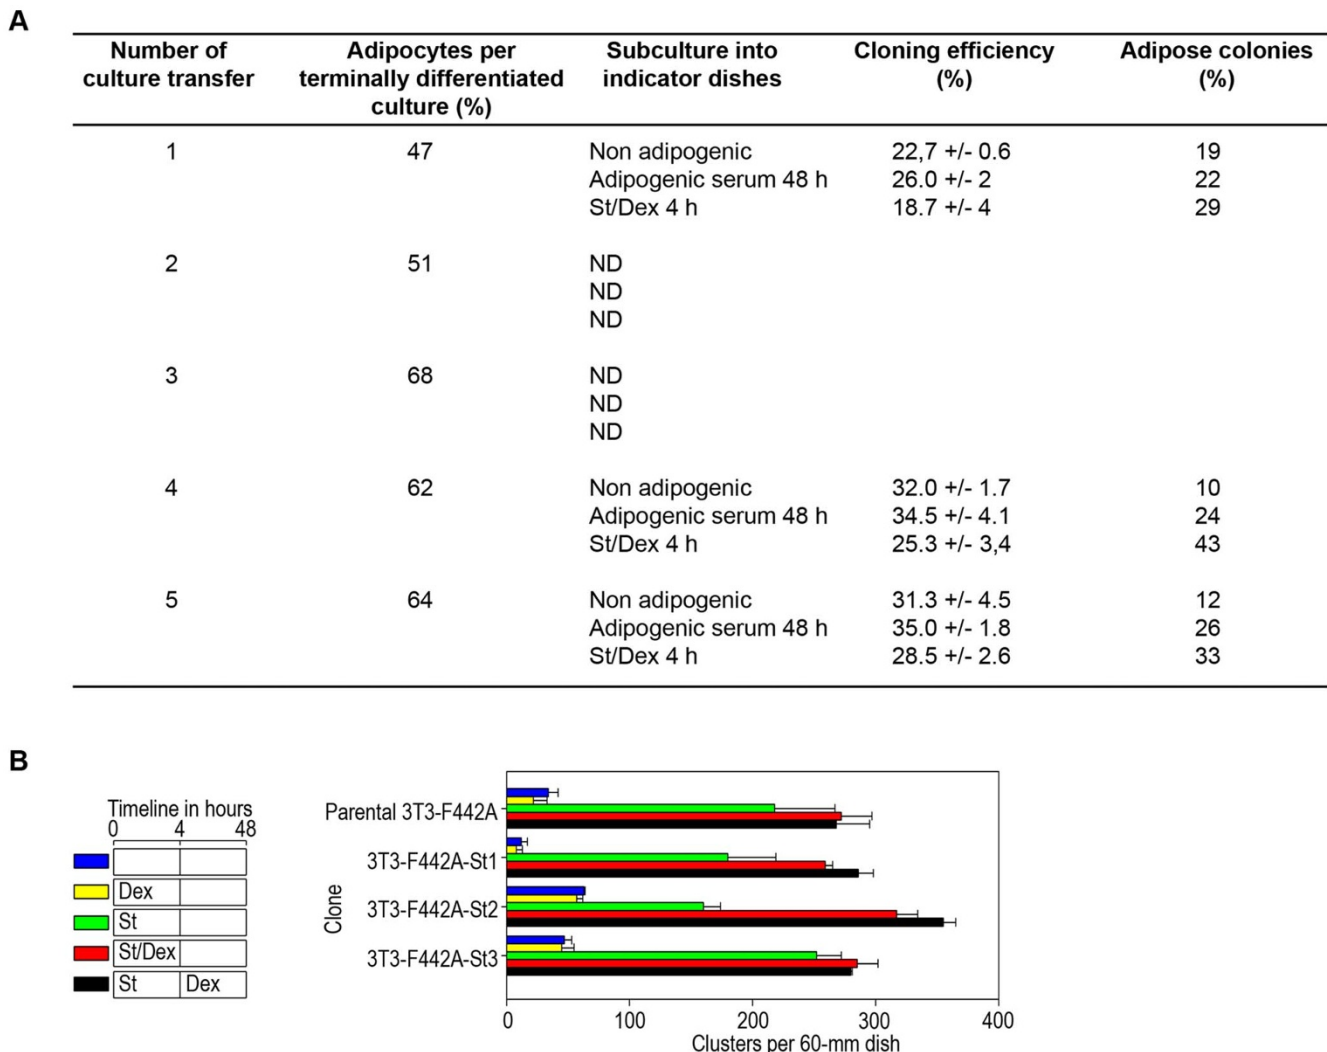 A
Number of culture transfer Adipocytes per terminally differentiated culture (%) Subculture into indicator dishes Cloning efficiency (%) Adipose colonies (%)
1 47 Non adipogenic 22,7 +/- 0.6 19
Adipogenic serum 48 h 26.0 +/- 2 22
St/Dex 4 h 18.7 +/- 4 29
2 51 ND
ND
ND
3 68 ND
ND
ND
4 62 Non adipogenic 32.0 +/- 1.7 10
Adipogenic serum 48 h 34.5 +/- 4.1 24
St/Dex 4 h 25.3 +/- 3,4 43
5 64 Non adipogenic 31.3 +/- 4.5 12
Adipogenic serum 48 h 35.0 +/- 1.8 26
St/Dex 4 h 28.5 +/- 2.6 33
B
Timeline in hours
0 4 48
Dex
St
St/Dex
St Dex
Clone
Parental 3T3-F442A
3T3-F442A-St1
3T3-F442A-St2
3T3-F442A-St3
0 100 200 300 400
Clusters per 60-mm dish